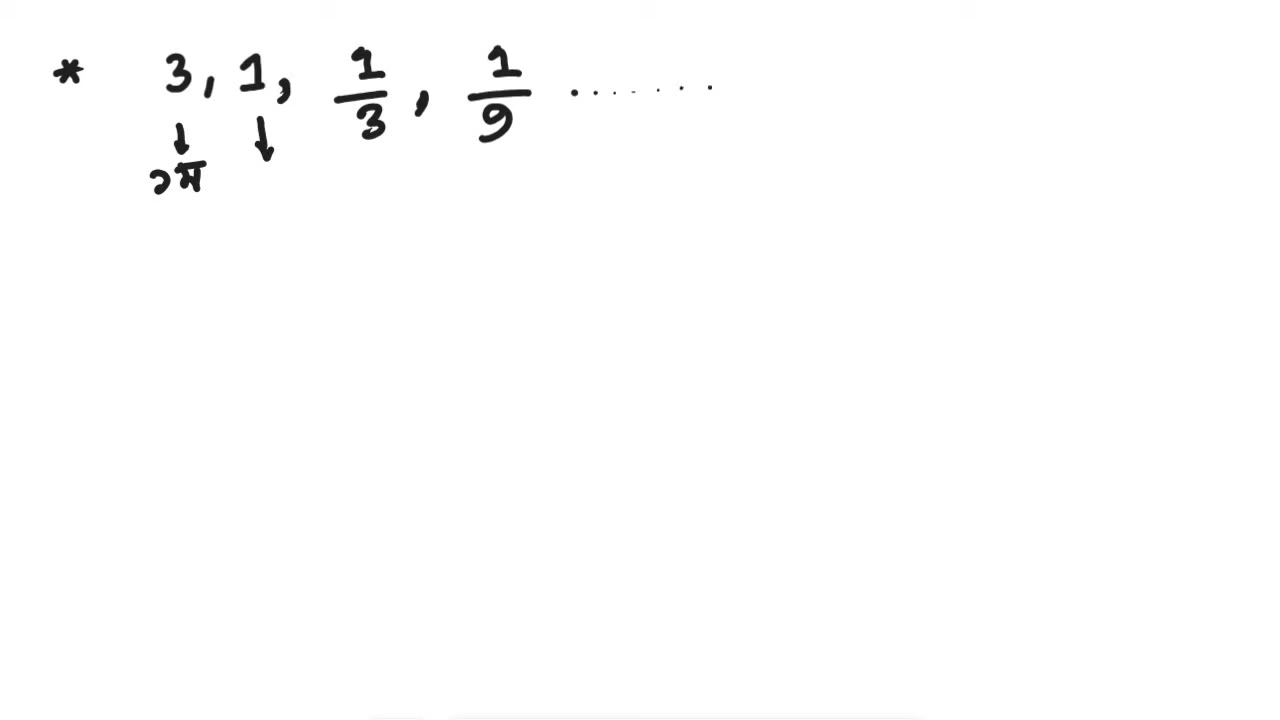 * 3, 1, 1/3, 1/9 .......
↓ ↓
১ম